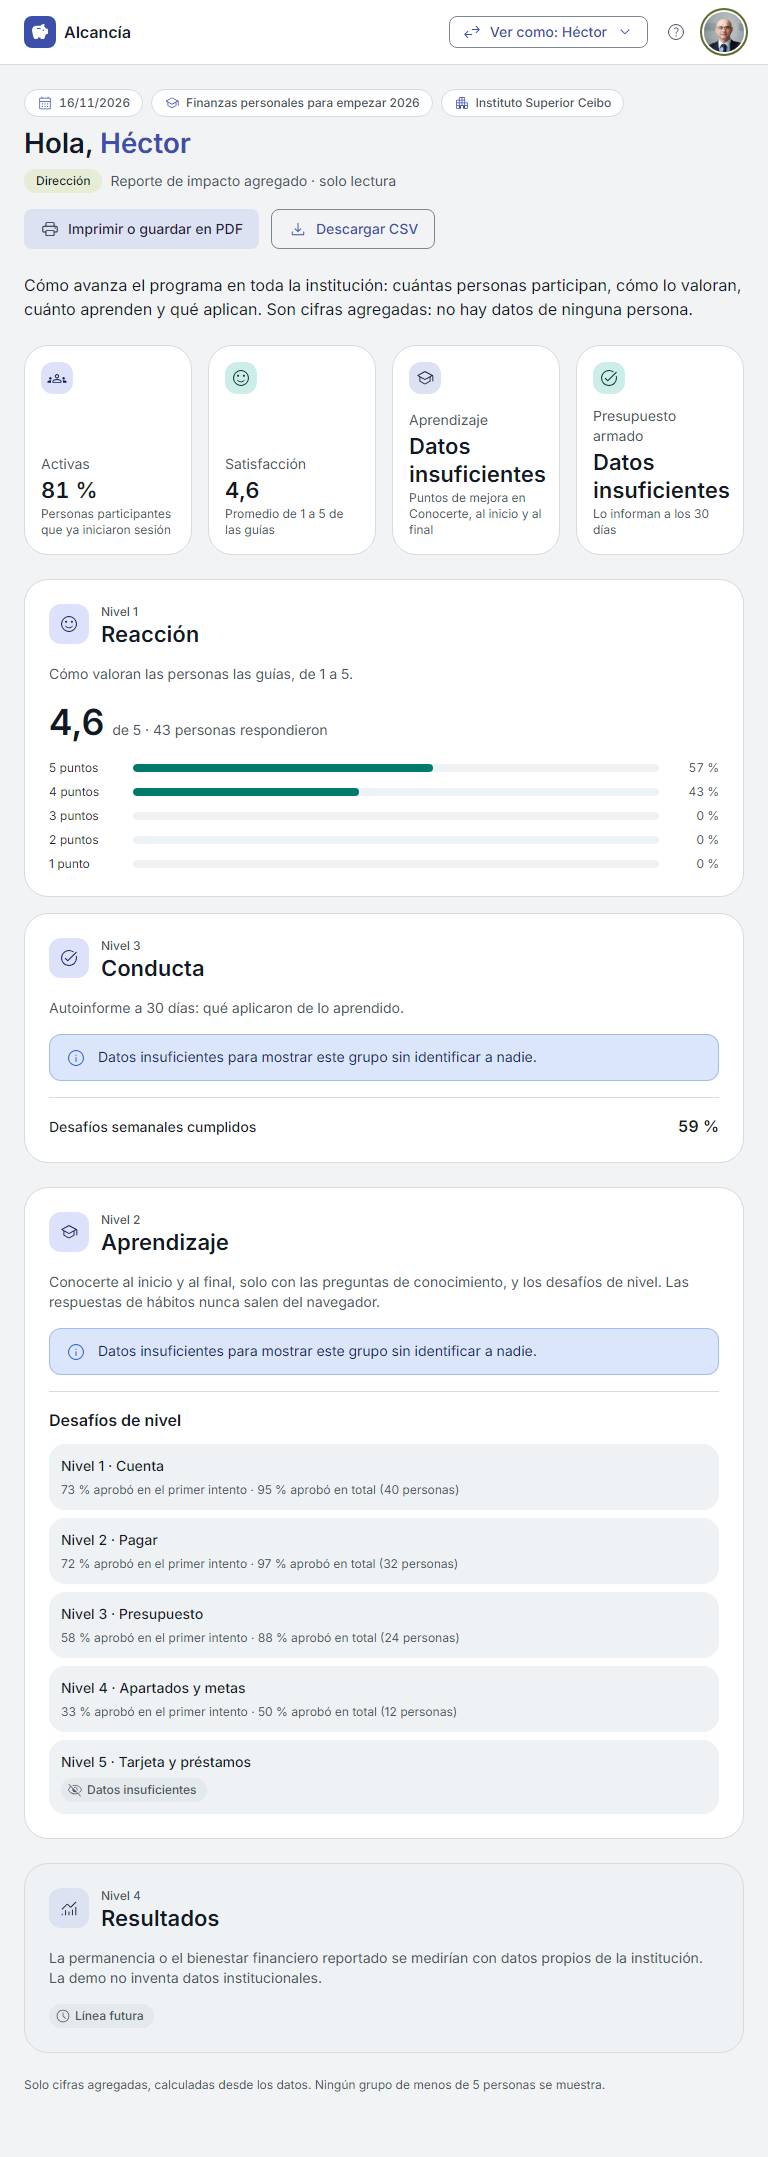 Alcancía
Ver como: Héctor
16/11/2026
Finanzas personales para empezar 2026
Instituto Superior Ceibo
Hola, Héctor
Dirección
Reporte de impacto agregado · solo lectura
Imprimir o guardar en PDF
Descargar CSV
Cómo avanza el programa en toda la institución: cuántas personas participan, cómo lo valoran,
cuánto aprenden y qué aplican. Son cifras agregadas: no hay datos de ninguna persona.
Activas
81 %
Personas participantes
que ya iniciaron sesión
Satisfacción
4,6
Promedio de 1 a 5 de
las guías
Aprendizaje
Datos
insuficientes
Puntos de mejora en
Conocerte, al inicio y al
final
Presupuesto
armado
Datos
insuficientes
Lo informan a los 30
días
Nivel 1
Reacción
Cómo valoran las personas las guías, de 1 a 5.
4,6 de 5 · 43 personas respondieron
5 puntos 57 %
4 puntos 43 %
3 puntos 0 %
2 puntos 0 %
1 punto 0 %
Nivel 3
Conducta
Autoinforme a 30 días: qué aplicaron de lo aprendido.
Datos insuficientes para mostrar este grupo sin identificar a nadie.
Desafíos semanales cumplidos 59 %
Nivel 2
Aprendizaje
Conocerte al inicio y al final, solo con las preguntas de conocimiento, y los desafíos de nivel. Las
respuestas de hábitos nunca salen del navegador.
Datos insuficientes para mostrar este grupo sin identificar a nadie.
Desafíos de nivel
Nivel 1 · Cuenta
73 % aprobó en el primer intento · 95 % aprobó en total (40 personas)
Nivel 2 · Pagar
72 % aprobó en el primer intento · 97 % aprobó en total (32 personas)
Nivel 3 · Presupuesto
58 % aprobó en el primer intento · 88 % aprobó en total (24 personas)
Nivel 4 · Apartados y metas
33 % aprobó en el primer intento · 50 % aprobó en total (12 personas)
Nivel 5 · Tarjeta y préstamos
Datos insuficientes
Nivel 4
Resultados
La permanencia o el bienestar financiero reportado se medirían con datos propios de la institución.
La demo no inventa datos institucionales.
Línea futura
Solo cifras agregadas, calculadas desde los datos. Ningún grupo de menos de 5 personas se muestra.